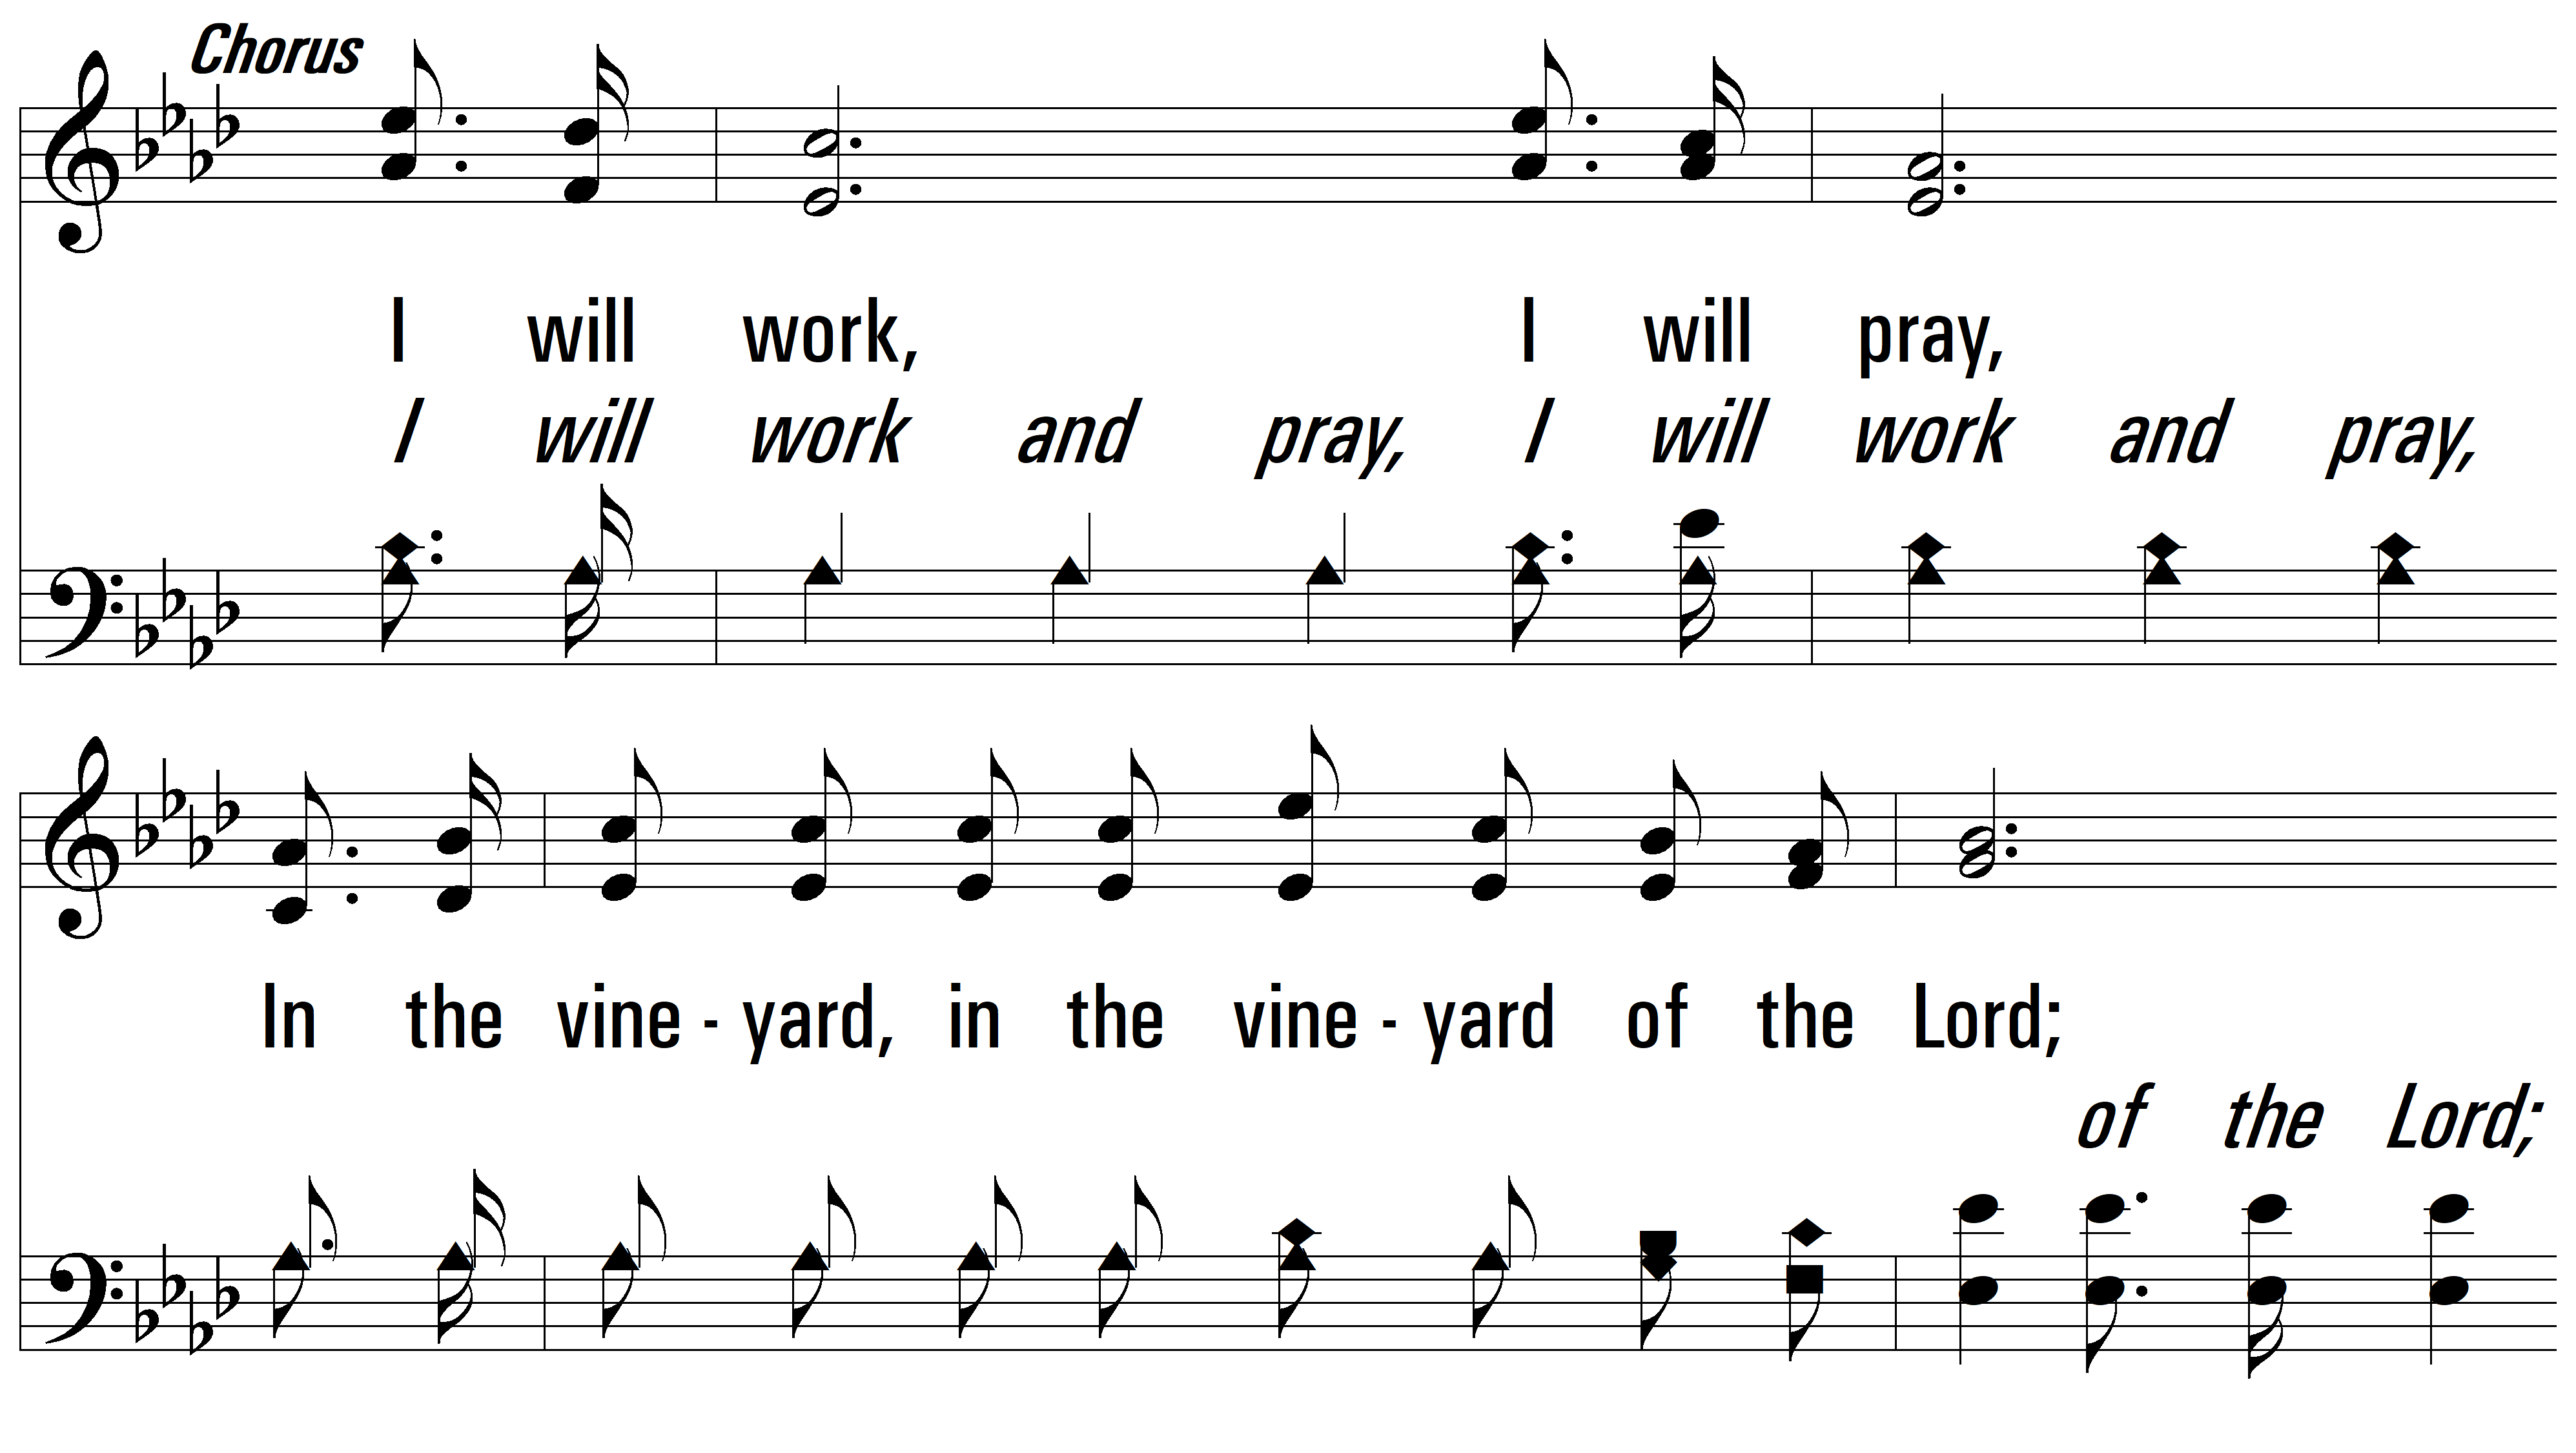 Chorus
I will work, I will pray,
I will work and pray, I will work and pray,
In the vine - yard, in the vine - yard of the Lord;
of the Lord;